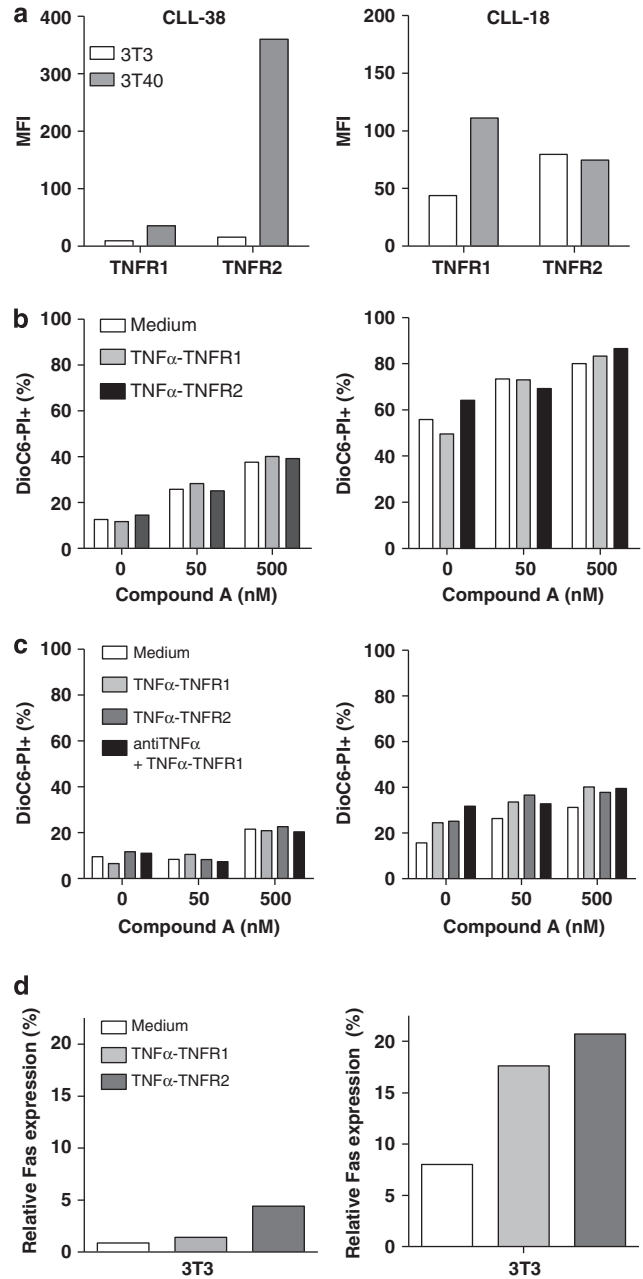 a
CLL-38
CLL-18
MFI
400
300
200
100
0
3T3
3T40
TNFR1
TNFR2
MFI
200
150
100
50
0
TNFR1
TNFR2
b
DioC6-PI+ (%)
100
80
60
40
20
0
Medium
TNFα-TNFR1
TNFα-TNFR2
0
50
500
Compound A (nM)
DioC6-PI+ (%)
100
80
60
40
20
0
0
50
500
Compound A (nM)
c
DioC6-PI+ (%)
100
80
60
40
20
0
Medium
TNFα-TNFR1
TNFα-TNFR2
antiTNFα
+ TNFα-TNFR1
0
50
500
Compound A (nM)
DioC6-PI+ (%)
100
80
60
40
20
0
0
50
500
Compound A (nM)
d
Relative Fas expression (%)
20
15
10
5
0
Medium
TNFα-TNFR1
TNFα-TNFR2
3T3
Relative Fas expression (%)
20
15
10
5
0
3T3